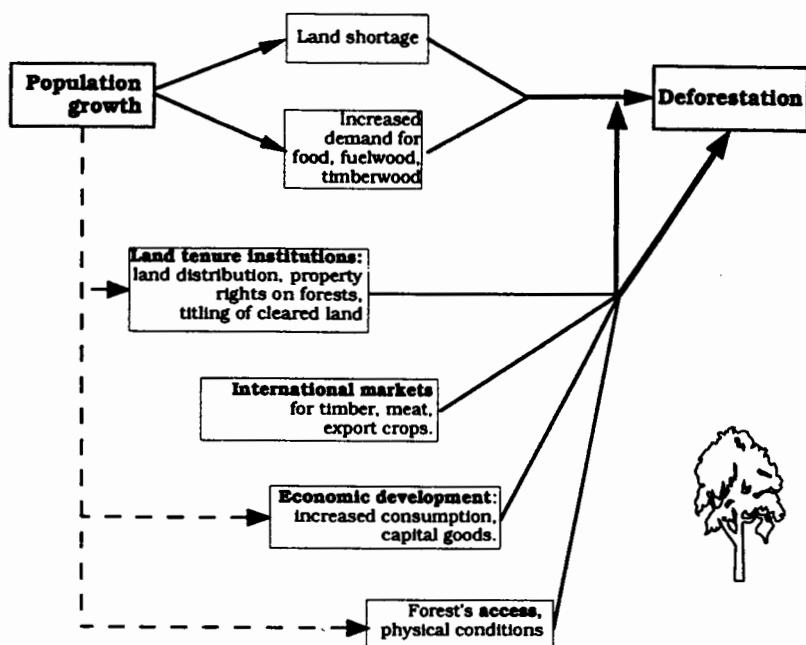 Land shortage
Population
growth
Deforestation
Increased
demand for
food, fuelwood,
timberwood
Land tenure institutions:
land distribution, property
rights on forests,
titling of cleared land
International markets
for timber, meat,
export crops.
Economic development:
increased consumption,
capital goods.
Forest's access,
physical conditions